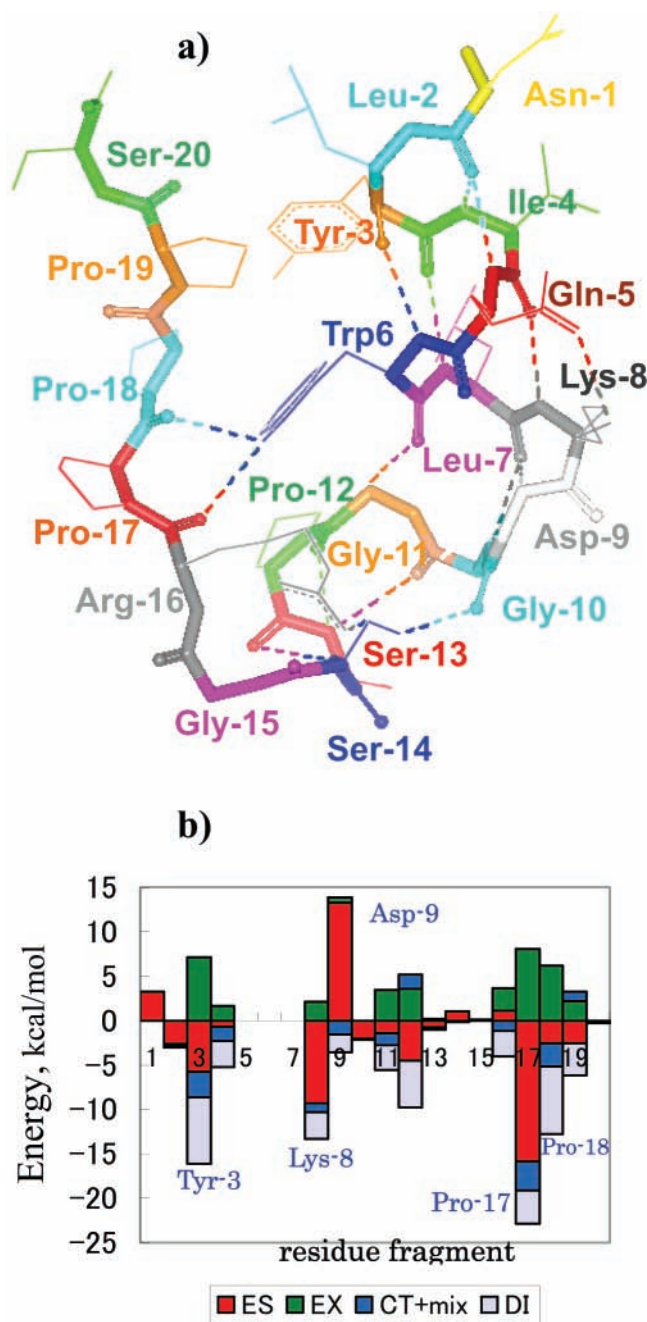 a)
Leu-2
Asn-1
Ser-20
Tyr-3
Ile-4
Pro-19
Gln-5
Trp6
Lys-8
Pro-18
Leu-7
Pro-12
Asp-9
Pro-17
Gly-11
Arg-16
Gly-10
Ser-13
Gly-15
Ser-14
b)
15
10
5
0
-5
-10
-15
-20
-25
Energy, kcal/mol
Asp-9
1 3 5 7 9 11 13 15 17 19
Tyr-3
Lys-8
Pro-17
Pro-18
residue fragment
ES EX CT+mix DI